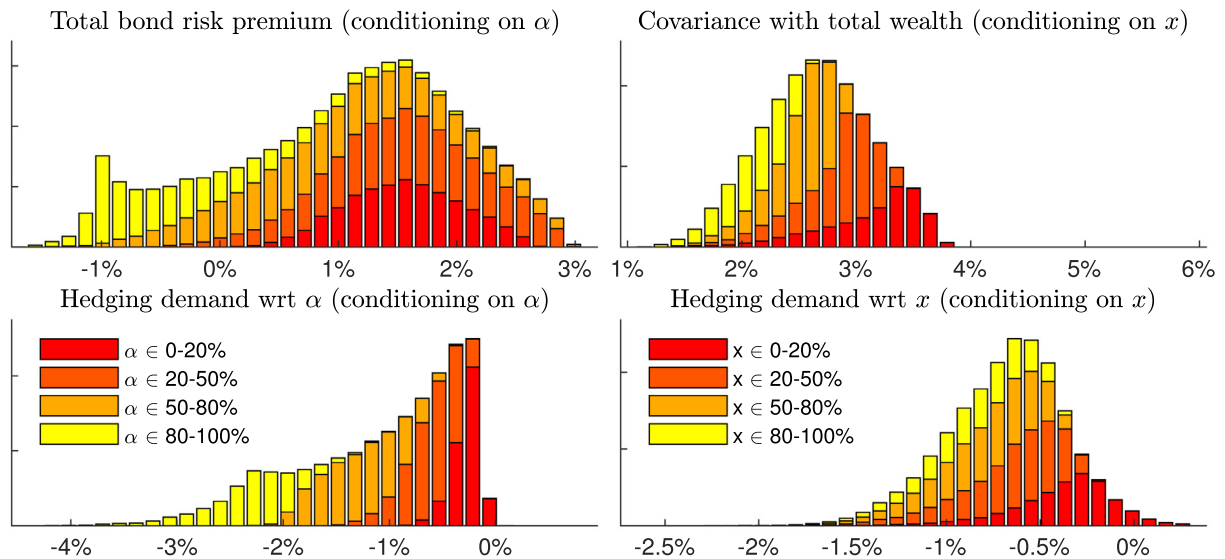 Total bond risk premium (conditioning on α)
-1% 0% 1% 2% 3%
Covariance with total wealth (conditioning on x)
1% 2% 3% 4% 5% 6%
Hedging demand wrt α (conditioning on α)
α ∈ 0-20%
α ∈ 20-50%
α ∈ 50-80%
α ∈ 80-100%
-4% -3% -2% -1% 0%
Hedging demand wrt x (conditioning on x)
x ∈ 0-20%
x ∈ 20-50%
x ∈ 50-80%
x ∈ 80-100%
-2.5% -2% -1.5% -1% -0.5% 0%